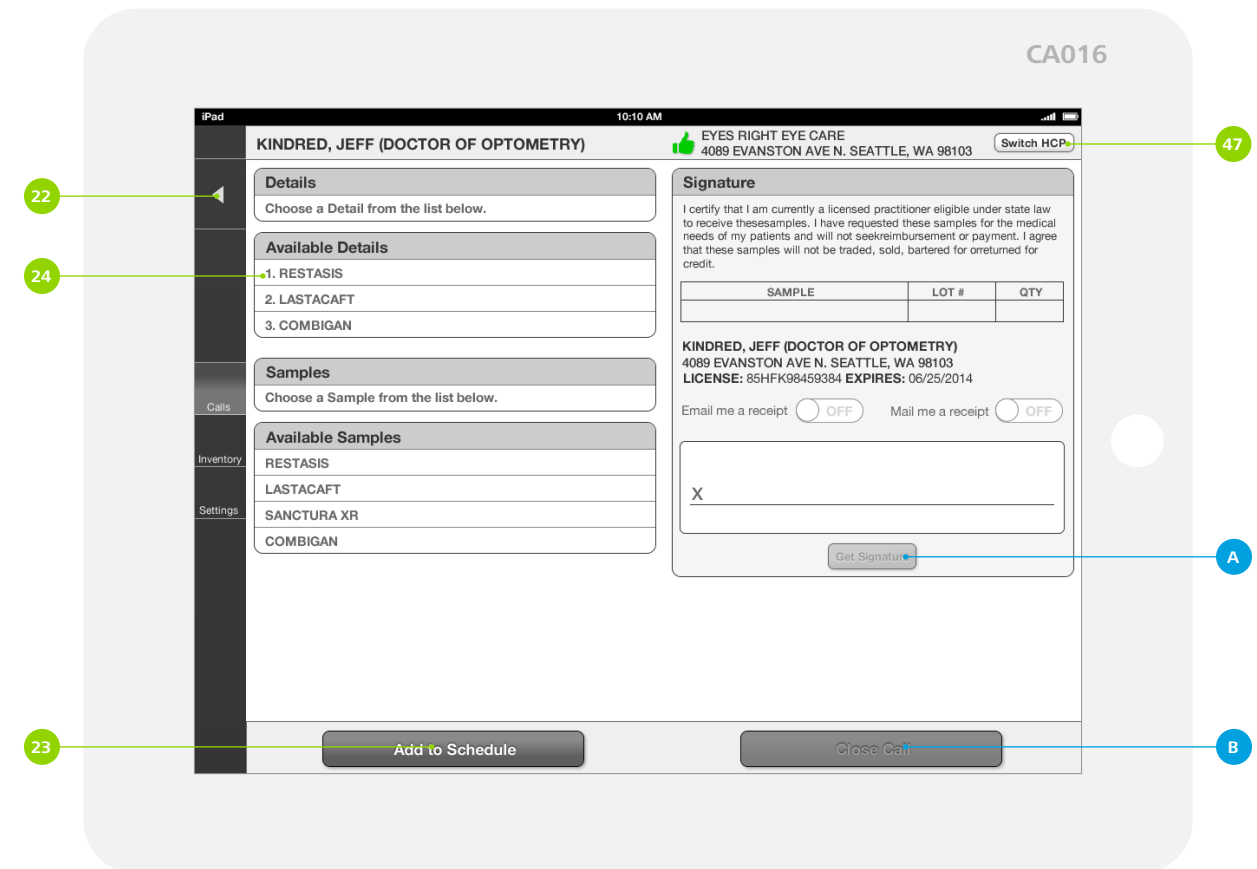 CA016
iPad
10:10 AM
KINDRED, JEFF (DOCTOR OF OPTOMETRY)
EYES RIGHT EYE CARE
4089 EVANSTON AVE N. SEATTLE, WA 98103
Switch HCP
47
22
Details
Choose a Detail from the list below.
Available Details
24
1. RESTASIS
2. LASTACAFT
3. COMBIGAN
Samples
Choose a Sample from the list below.
Available Samples
RESTASIS
LASTACAFT
SANCTURA XR
COMBIGAN
Calls
Inventory
Settings
Signature
I certify that I am currently a licensed practitioner eligible under state law
to receive thesesamples. I have requested these samples for the medical
needs of my patients and will not seekreimbursement or payment. I agree
that these samples will not be traded, sold, bartered for orreturned for
credit.
SAMPLE LOT # QTY
KINDRED, JEFF (DOCTOR OF OPTOMETRY)
4089 EVANSTON AVE N. SEATTLE, WA 98103
LICENSE: 85HFK98459384 EXPIRES: 06/25/2014
Email me a receipt OFF Mail me a receipt OFF
X
Get Signature
A
23
Add to Schedule
Close Call
B